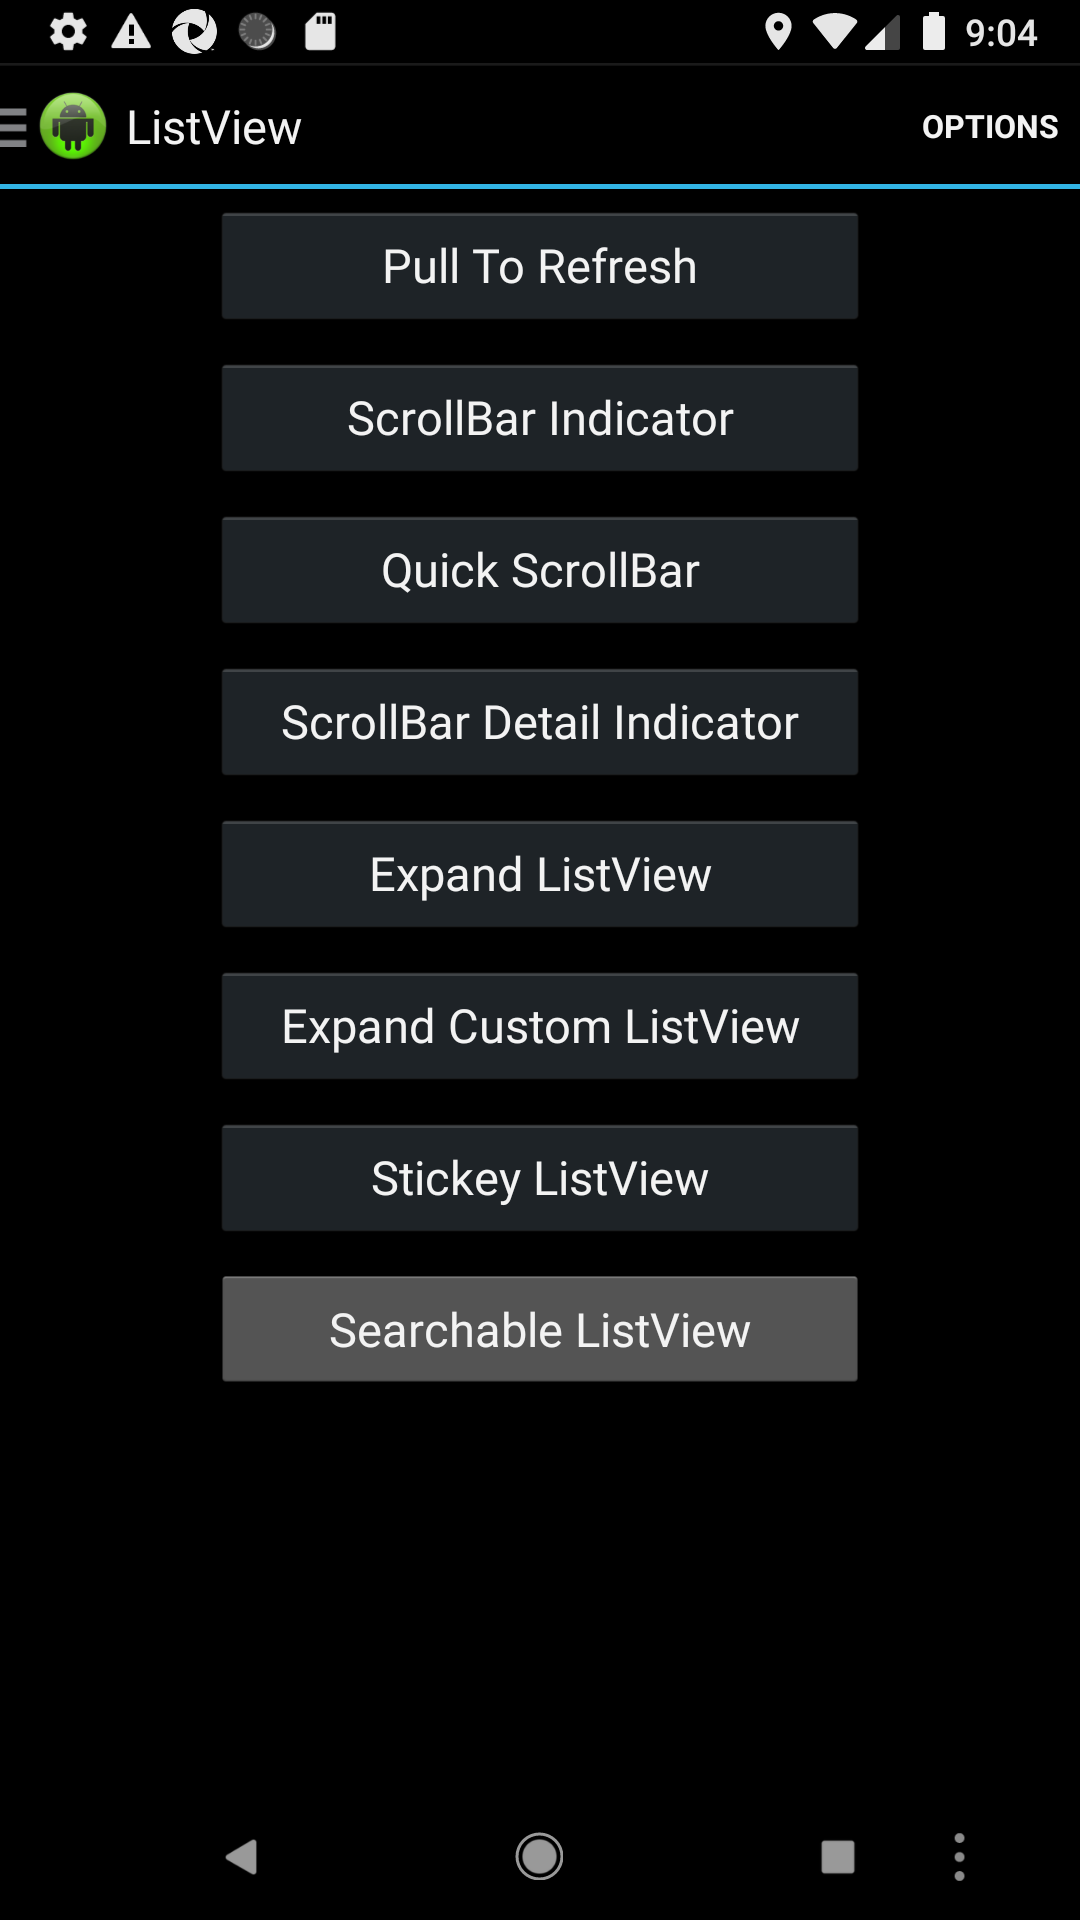 9:04
ListView
OPTIONS
Pull To Refresh
ScrollBar Indicator
Quick ScrollBar
ScrollBar Detail Indicator
Expand ListView
Expand Custom ListView
Stickey ListView
Searchable ListView